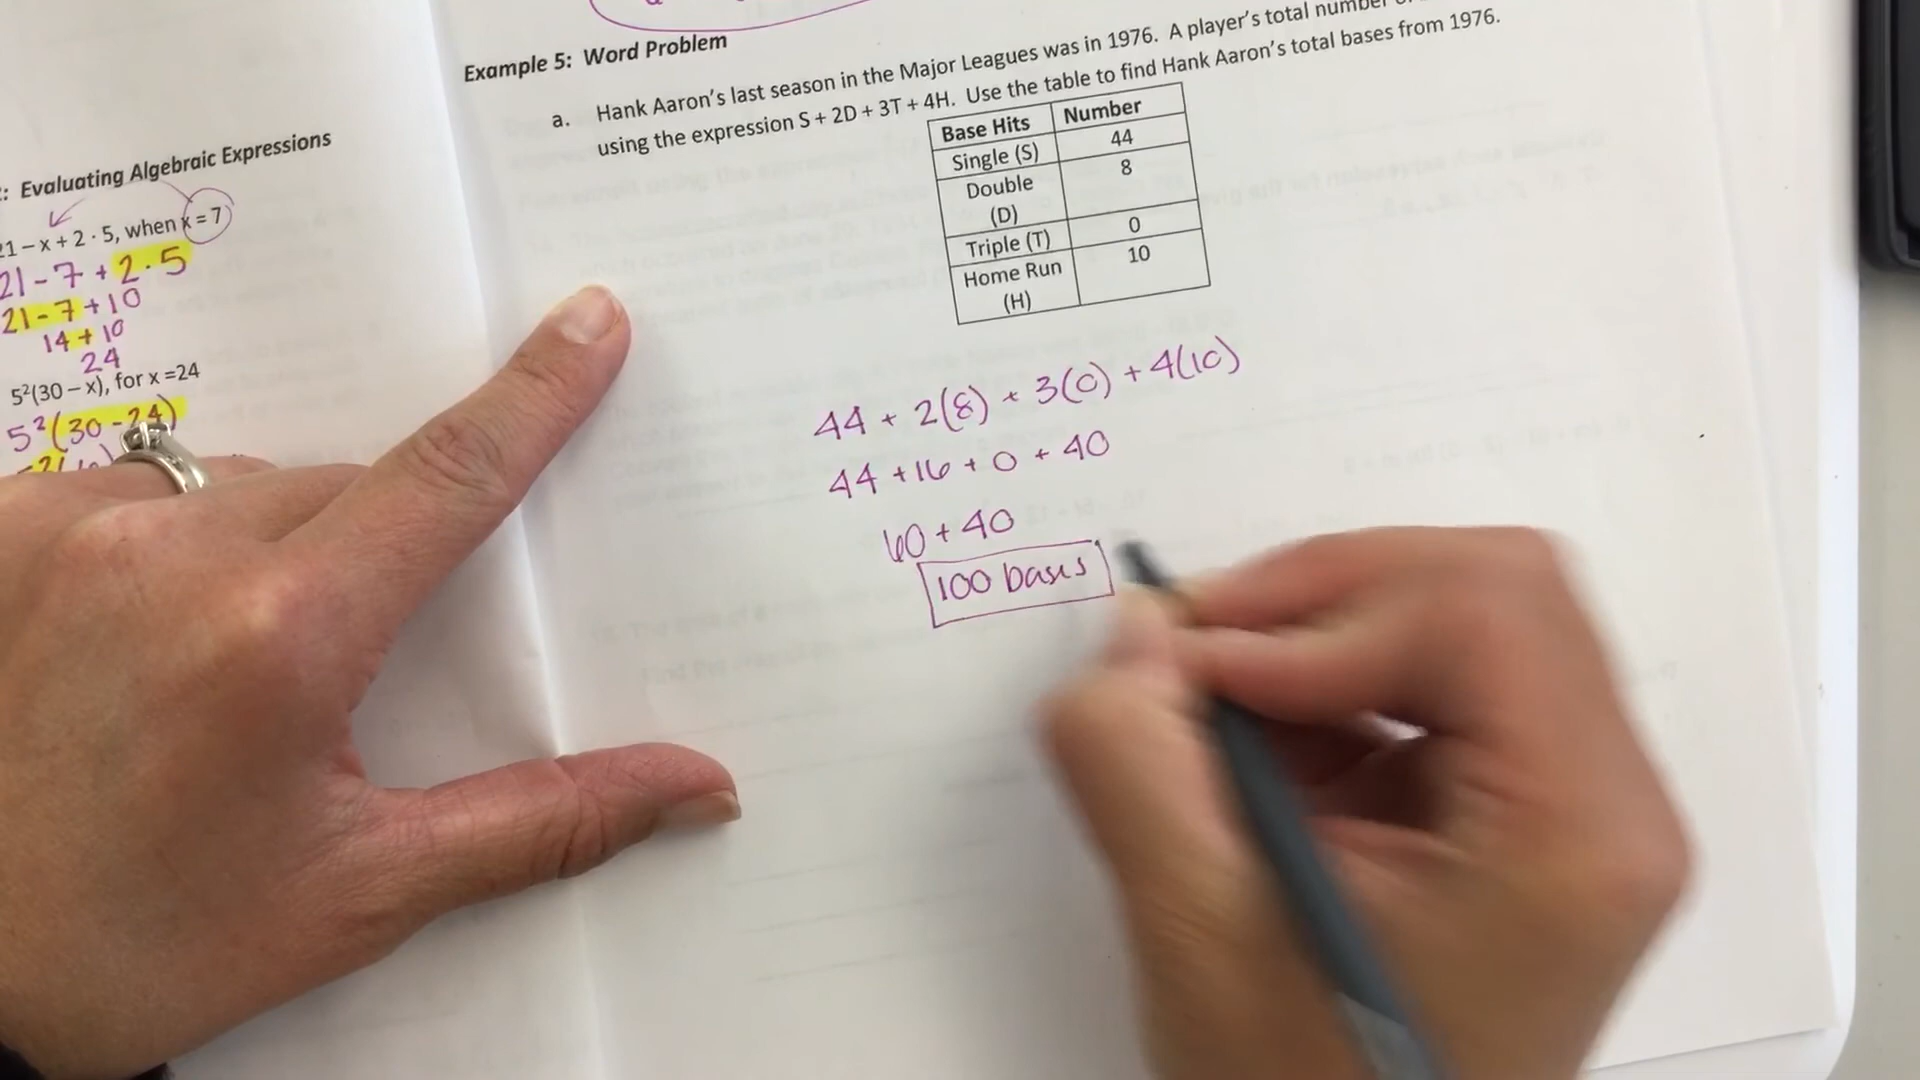 : Evaluating Algebraic Expressions
21 – x + 2 · 5, when x = 7
21 - 7 + 2 · 5
21 - 7 + 10
14 + 10
24
5²(30 – x), for x =24
5²(30 - 24)
Example 5: Word Problem
a. Hank Aaron's last season in the Major Leagues was in 1976. A player's total number
using the expression S + 2D + 3T + 4H. Use the table to find Hank Aaron's total bases from 1976.
Base Hits Number
Single (S) 44
Double 8
(D)
Triple (T) 0
Home Run 10
(H)
44 + 2(8) + 3(0) + 4(10)
44 + 16 + 0 + 40
60 + 40
100 bases